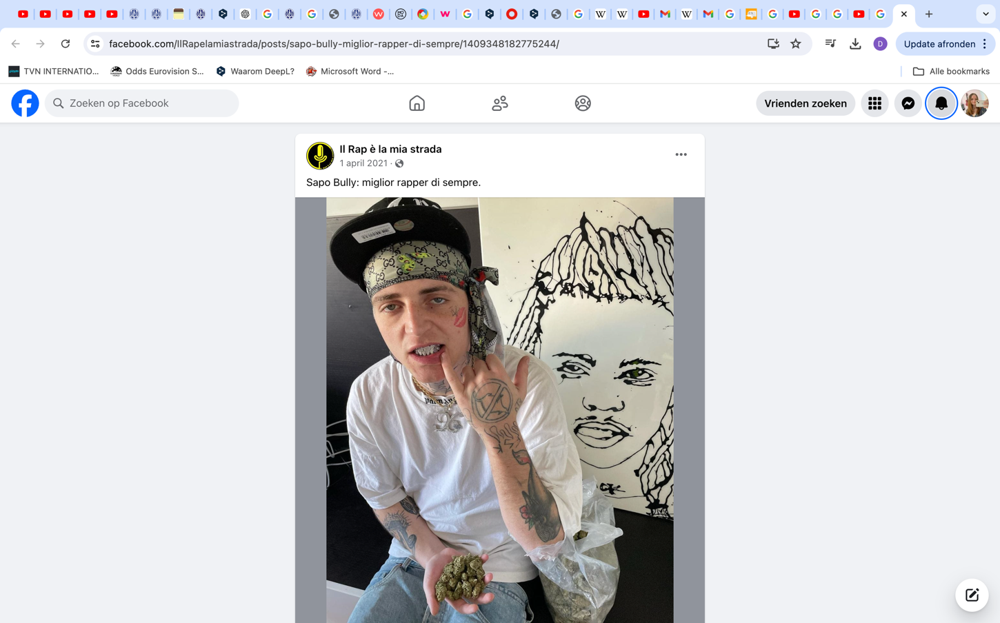 facebook.com/IlRapelamiastrada/posts/sapo-bully-miglior-rapper-di-sempre/1409348182775244/
D
Update afronden
TVN INTERNATIO...
Odds Eurovision S...
Waarom DeepL?
Microsoft Word -...
Alle bookmarks
Zoeken op Facebook
Vrienden zoeken
Il Rap è la mia strada
1 april 2021 ·
Sapo Bully: miglior rapper di sempre.
96